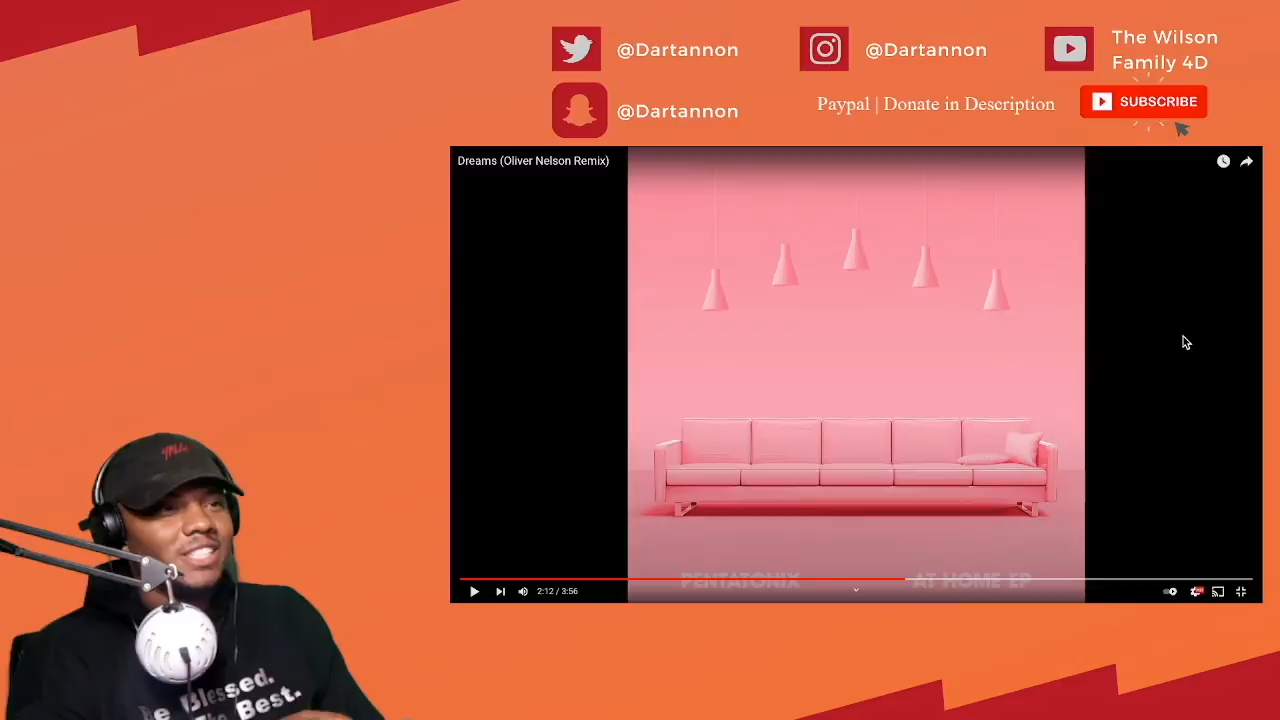 @Dartannon
@Dartannon
The Wilson
Family 4D
@Dartannon
Paypal | Donate in Description
SUBSCRIBE
Dreams (Oliver Nelson Remix)
PENTATONIX
AT HOME EP
2:12 / 3:56
Be Blessed.
The Best.